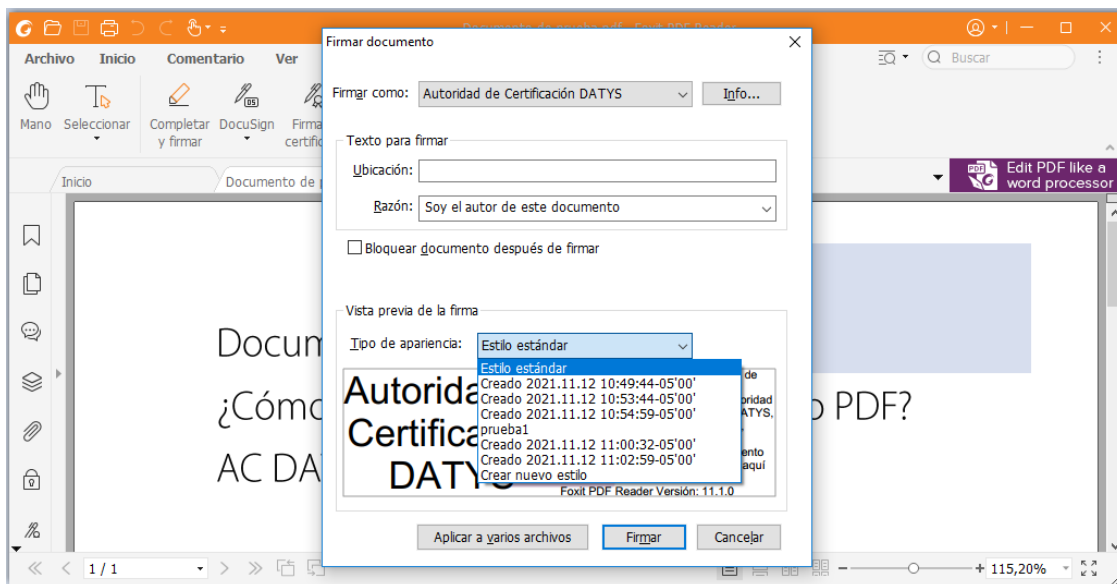 Documento de prueba.pdf - Foxit PDF Reader
Archivo Inicio Comentario Ver
Buscar
Mano Seleccionar Completar y firmar DocuSign
Inicio
Documento de
Edit PDF like a
word processor
Docum
¿Cómo
PDF?
AC DA
Firmar documento
Firmar como: Autoridad de Certificación DATYS Info...
Texto para firmar
Ubicación:
Razón: Soy el autor de este documento
Bloquear documento después de firmar
Vista previa de la firma
Tipo de apariencia: Estilo estándar
Estilo estándar
Creado 2021.11.12 10:49:44-05'00'
Creado 2021.11.12 10:53:44-05'00'
Creado 2021.11.12 10:54:59-05'00'
prueba1
Creado 2021.11.12 11:00:32-05'00'
Creado 2021.11.12 11:02:59-05'00'
Crear nuevo estilo
Autorida
Certifica
DATYS
de
ATYS,
aquí
Foxit PDF Reader Versión: 11.1.0
Aplicar a varios archivos Firmar Cancelar
1 / 1
115,20%